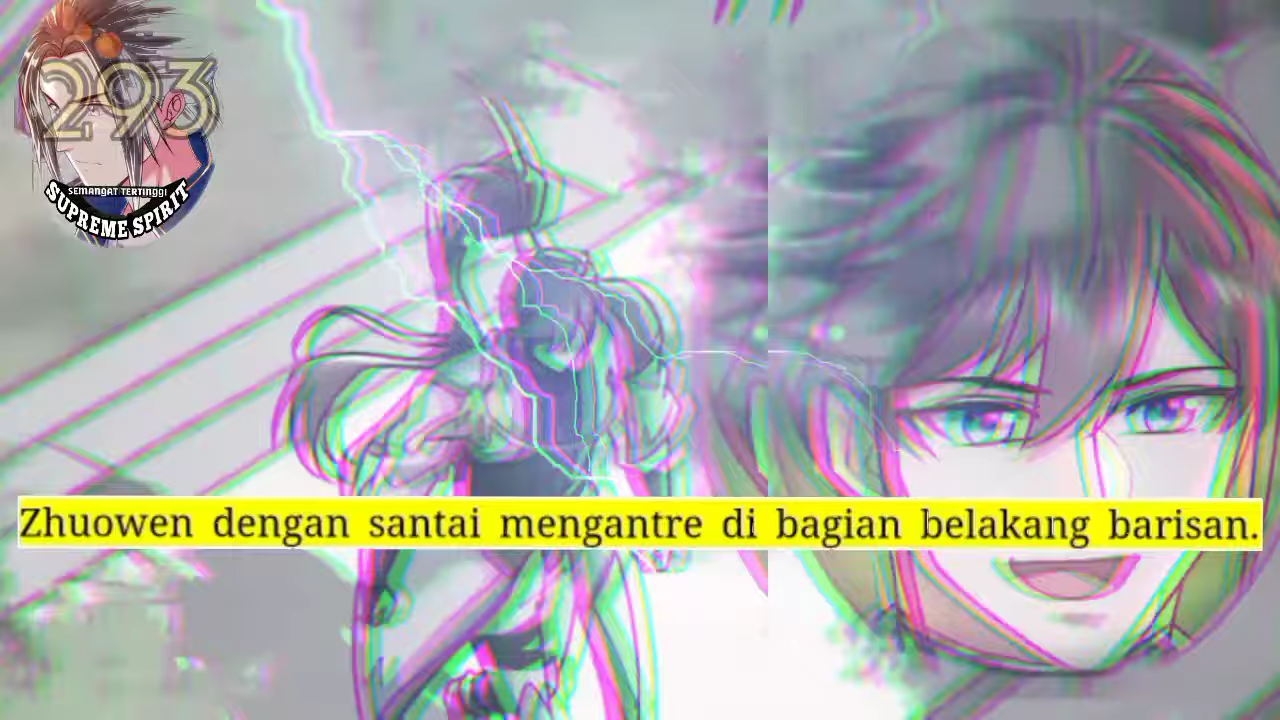 293
SEMANGAT TERTINGGI
SUPREME SPIRIT
Zhuowen dengan santai mengantre di bagian belakang barisan.